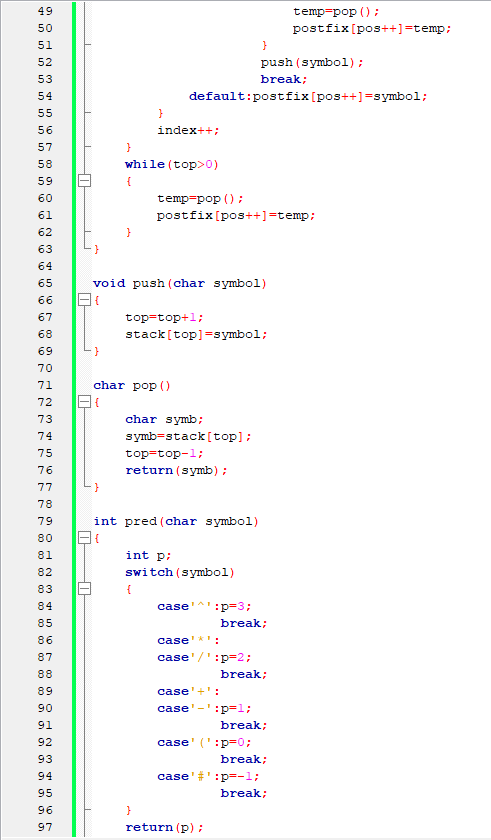 49 temp=pop();
50 postfix[pos++]=temp;
51 }
52 push(symbol);
53 break;
54 default:postfix[pos++]=symbol;
55 }
56 index++;
57 }
58 while(top>0)
59 {
60 temp=pop();
61 postfix[pos++]=temp;
62 }
63 }
64
65 void push(char symbol)
66 {
67 top=top+1;
68 stack[top]=symbol;
69 }
70
71 char pop()
72 {
73 char symb;
74 symb=stack[top];
75 top=top-1;
76 return(symb);
77 }
78
79 int pred(char symbol)
80 {
81 int p;
82 switch(symbol)
83 {
84 case'^':p=3;
85 break;
86 case'*':
87 case'/':p=2;
88 break;
89 case'+':
90 case'-':p=1;
91 break;
92 case'(':p=0;
93 break;
94 case'#':p=-1;
95 break;
96 }
97 return(p);